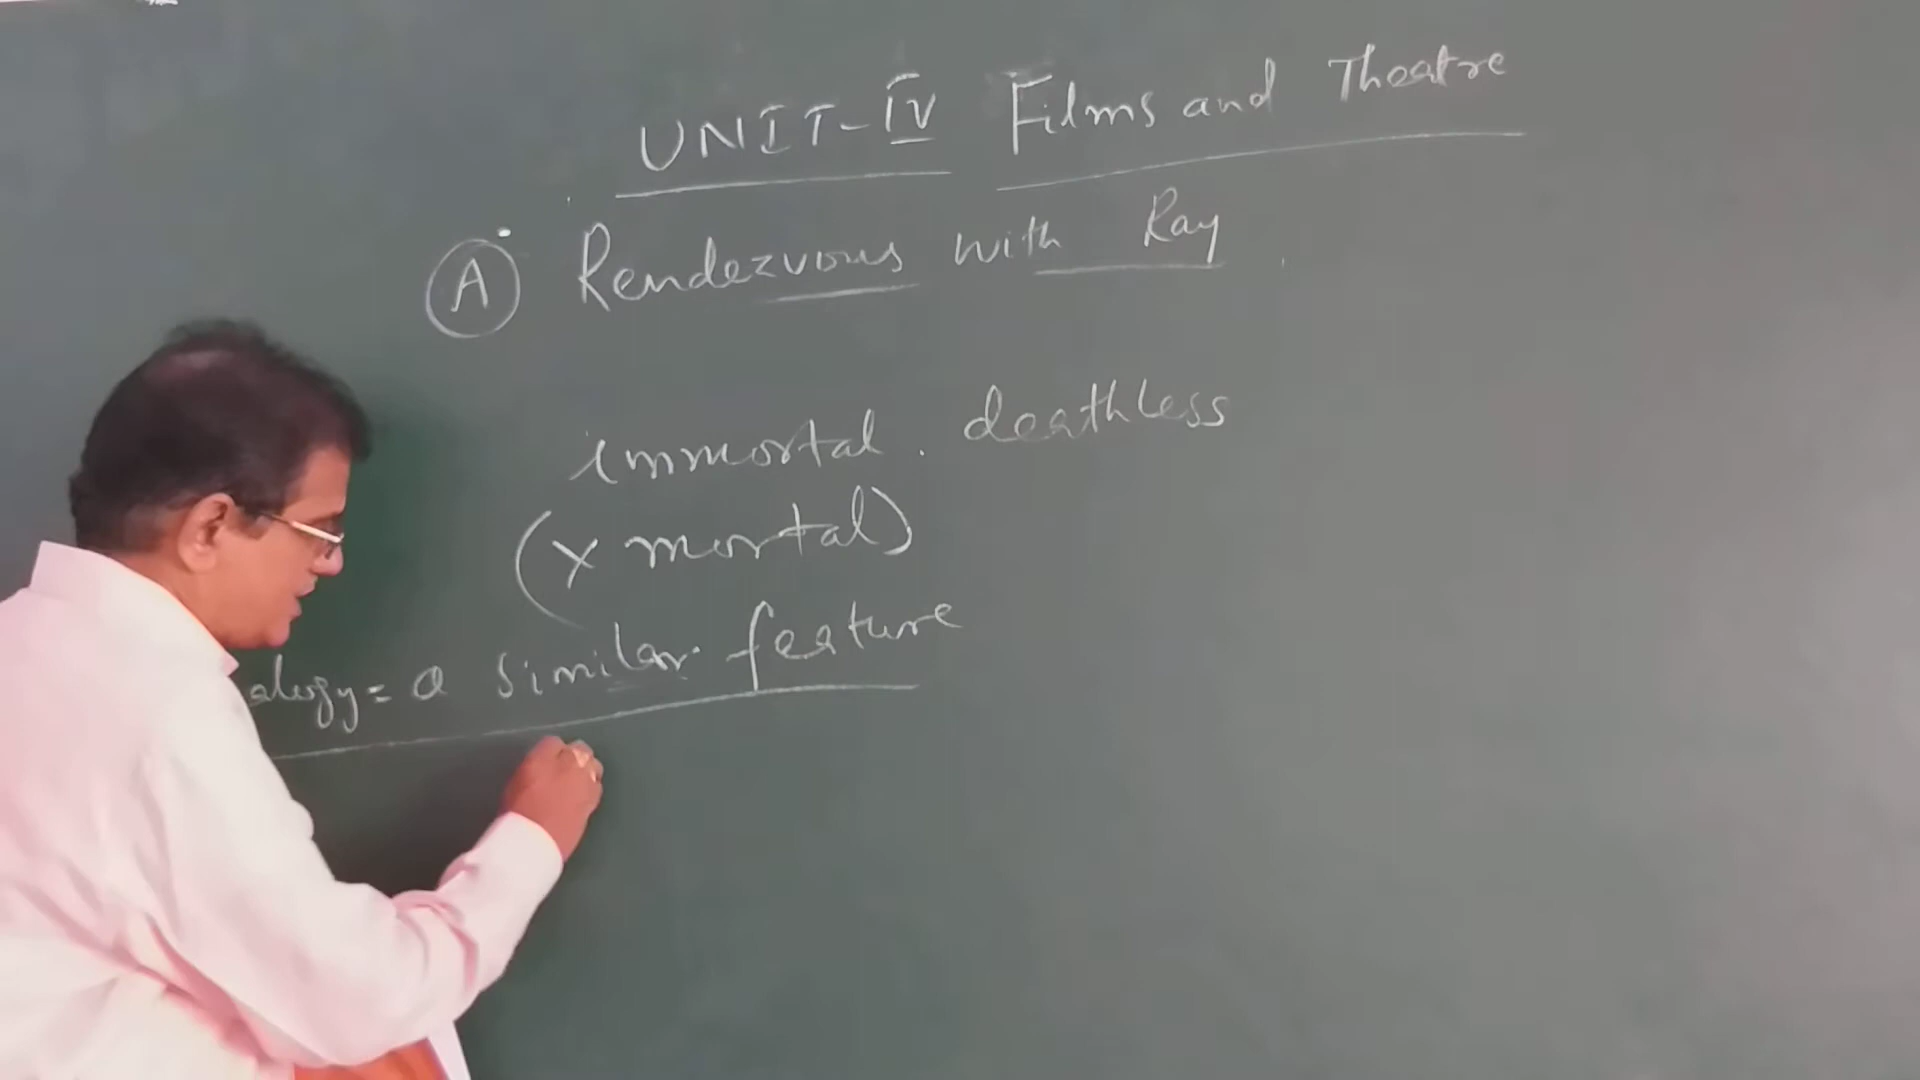 UNIT-IV Films and Theatre
A Rendezvous with Ray
immortal. deathless
(x mortal)
alogy = a similar feature